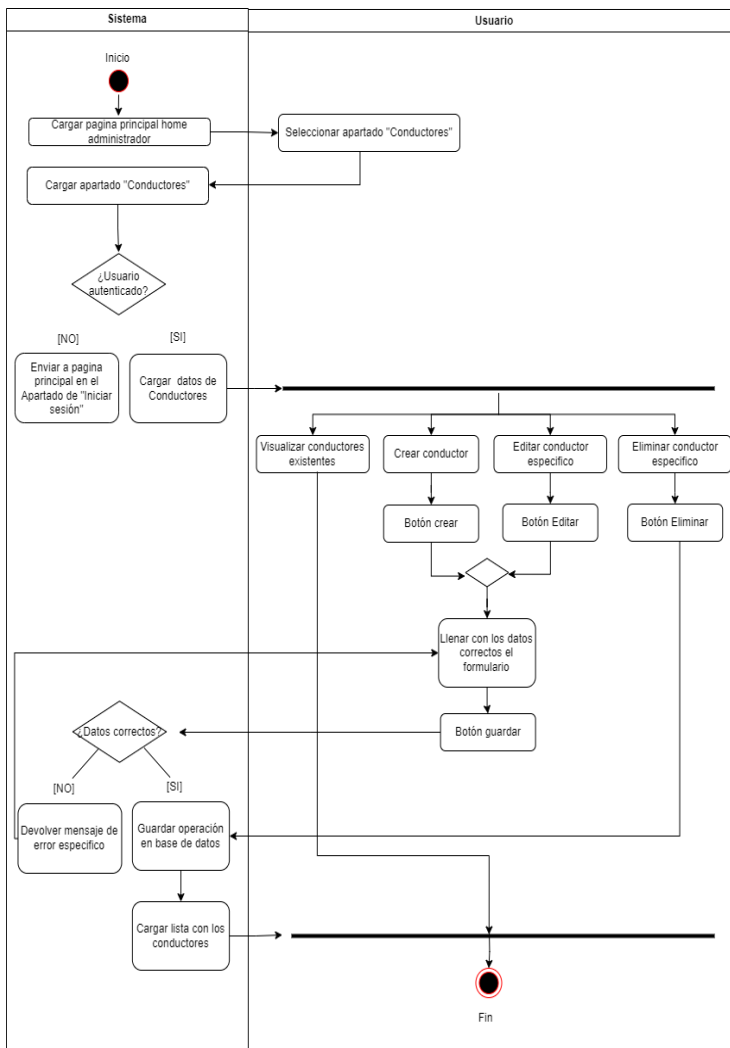 Sistema
Usuario
Inicio
Cargar pagina principal home
administrador
Seleccionar apartado "Conductores"
Cargar apartado "Conductores"
¿Usuario
autenticado?
[NO]
[SI]
Enviar a pagina
principal en el
Apartado de "Iniciar
sesión"
Cargar datos de
Conductores
Visualizar conductores
existentes
Crear conductor
Editar conductor
especifico
Eliminar conductor
especifico
Botón crear
Botón Editar
Botón Eliminar
Llenar con los datos
correctos el
formulario
¿Datos correctos?
Botón guardar
[NO]
[SI]
Devolver mensaje de
error especifico
Guardar operación
en base de datos
Cargar lista con los
conductores
Fin